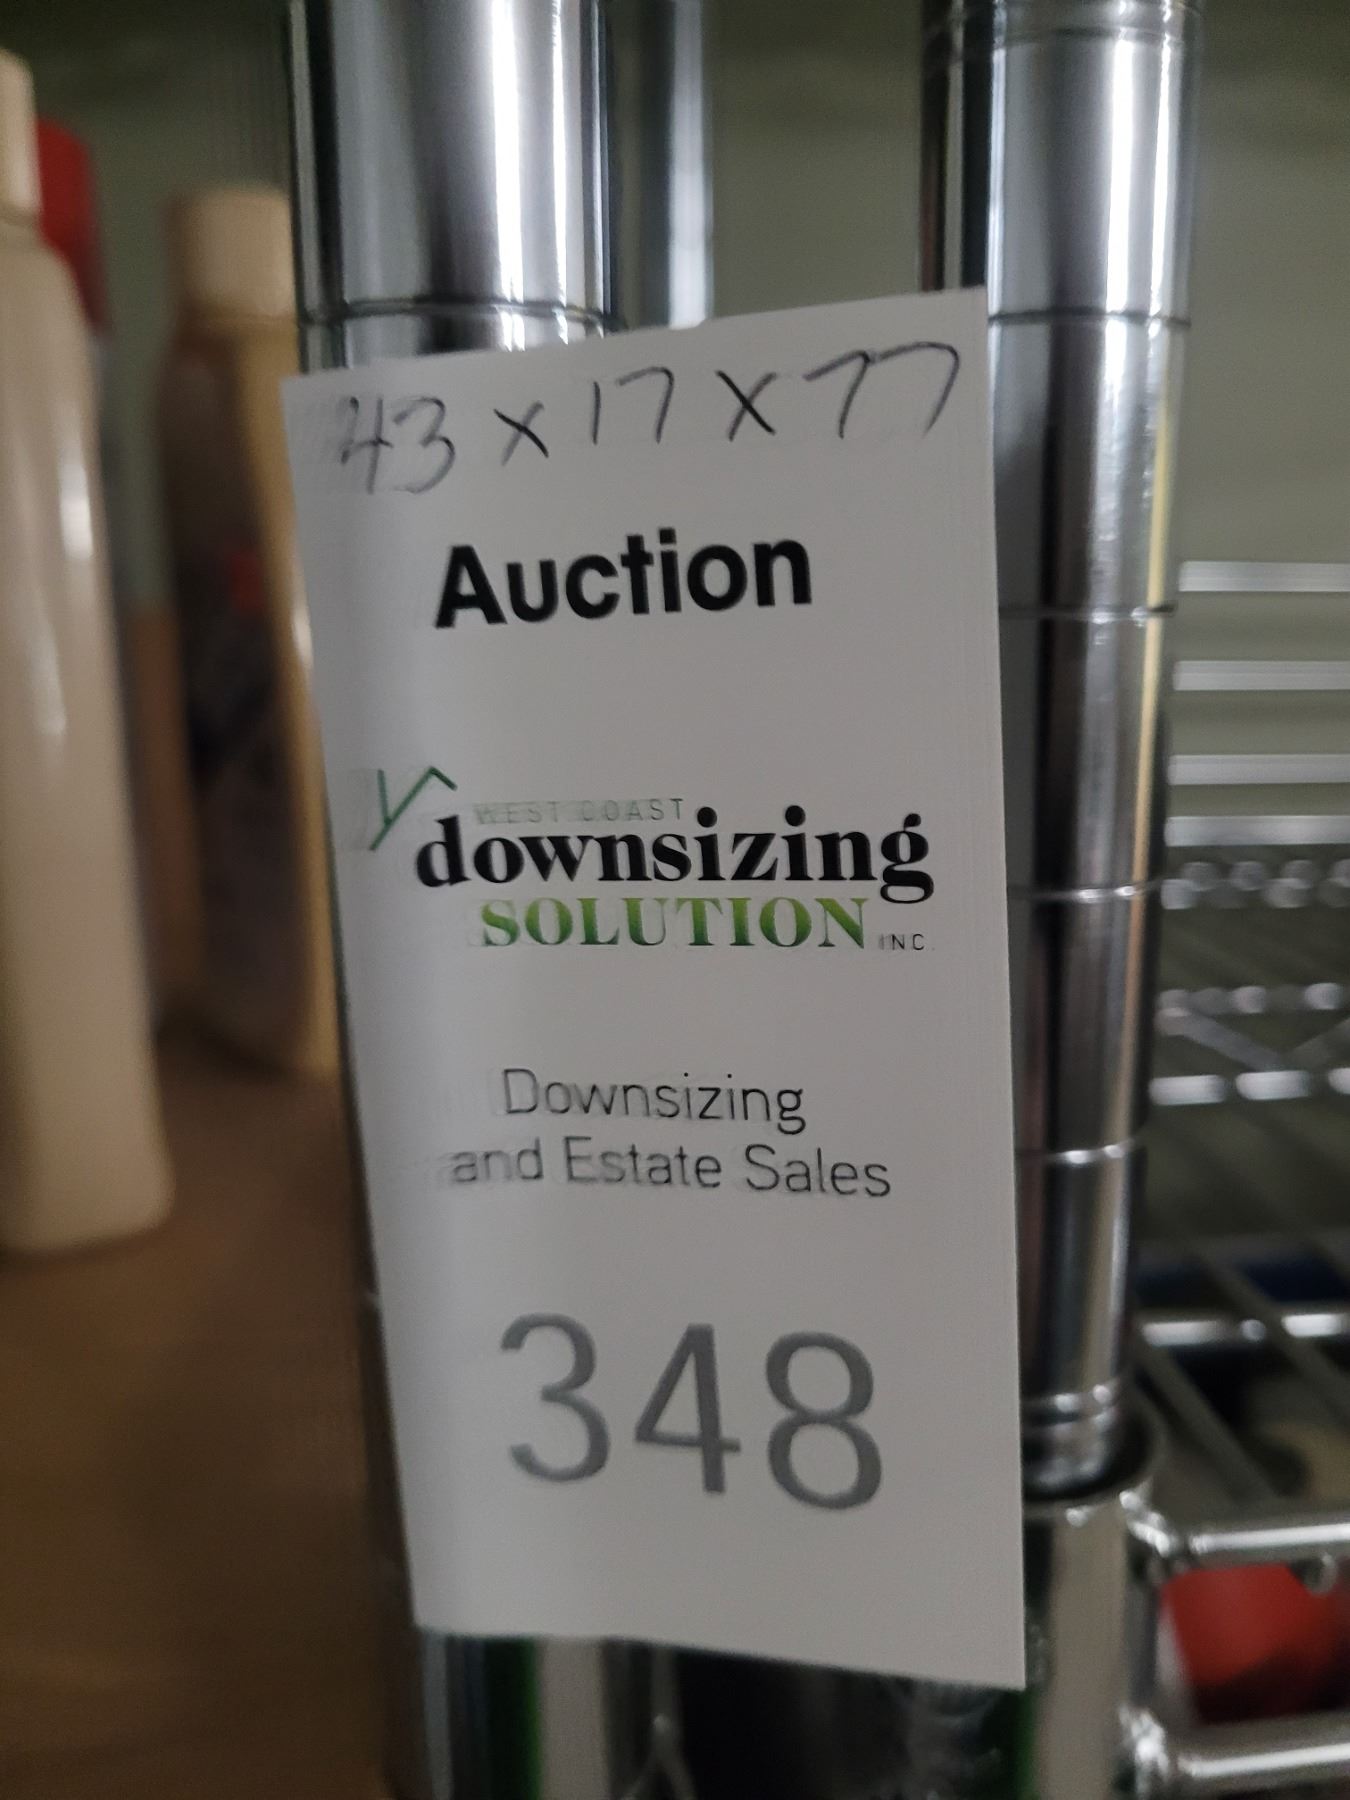 43 x 17 x 77
Auction
WEST COAST
downsizing
SOLUTION INC.
Downsizing
and Estate Sales
348